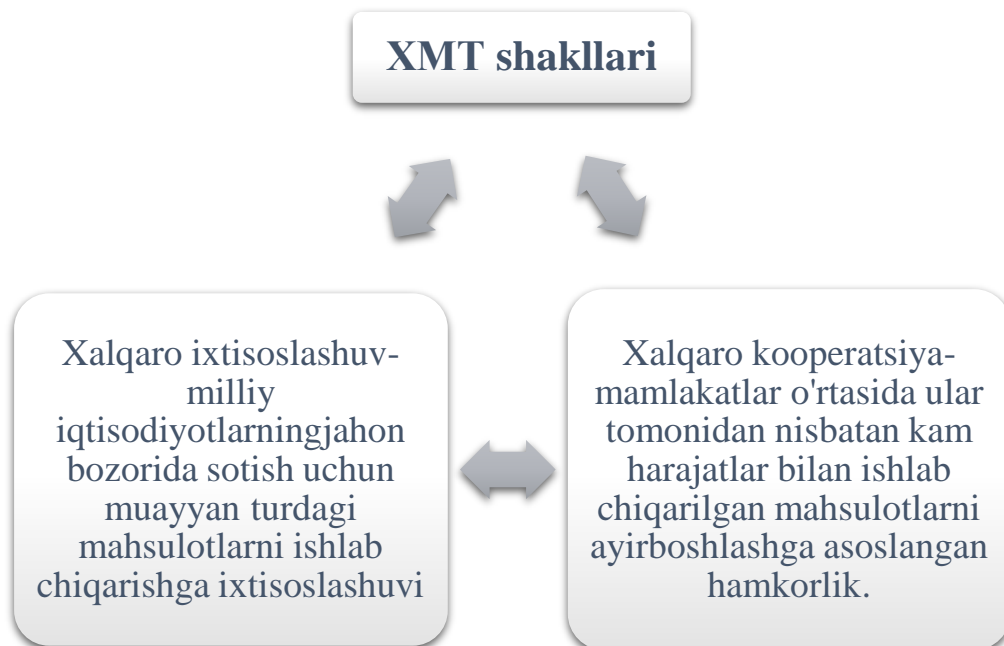 XMT shakllari
Xalqaro ixtisoslashuv-
milliy
iqtisodiyotlarningjahon
bozorida sotish uchun
muayyan turdagi
mahsulotlarni ishlab
chiqarishga ixtisoslashuvi
Xalqaro kooperatsiya-
mamlakatlar o'rtasida ular
tomonidan nisbatan kam
harajatlar bilan ishlab
chiqarilgan mahsulotlarni
ayirboshlashga asoslangan
hamkorlik.